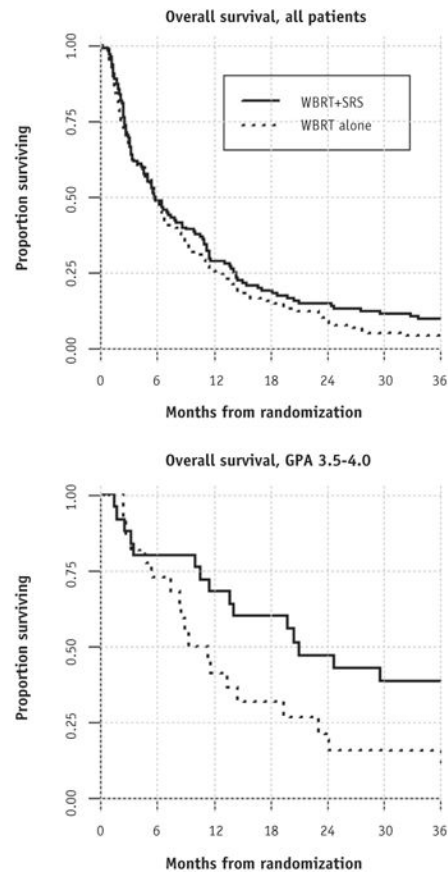 Overall survival, all patients
Proportion surviving
1.00
0.75
0.50
0.25
0.00
WBRT+SRS
WBRT alone
0 6 12 18 24 30 36
Months from randomization
Overall survival, GPA 3.5-4.0
Proportion surviving
1.00
0.75
0.50
0.25
0.00
0 6 12 18 24 30 36
Months from randomization